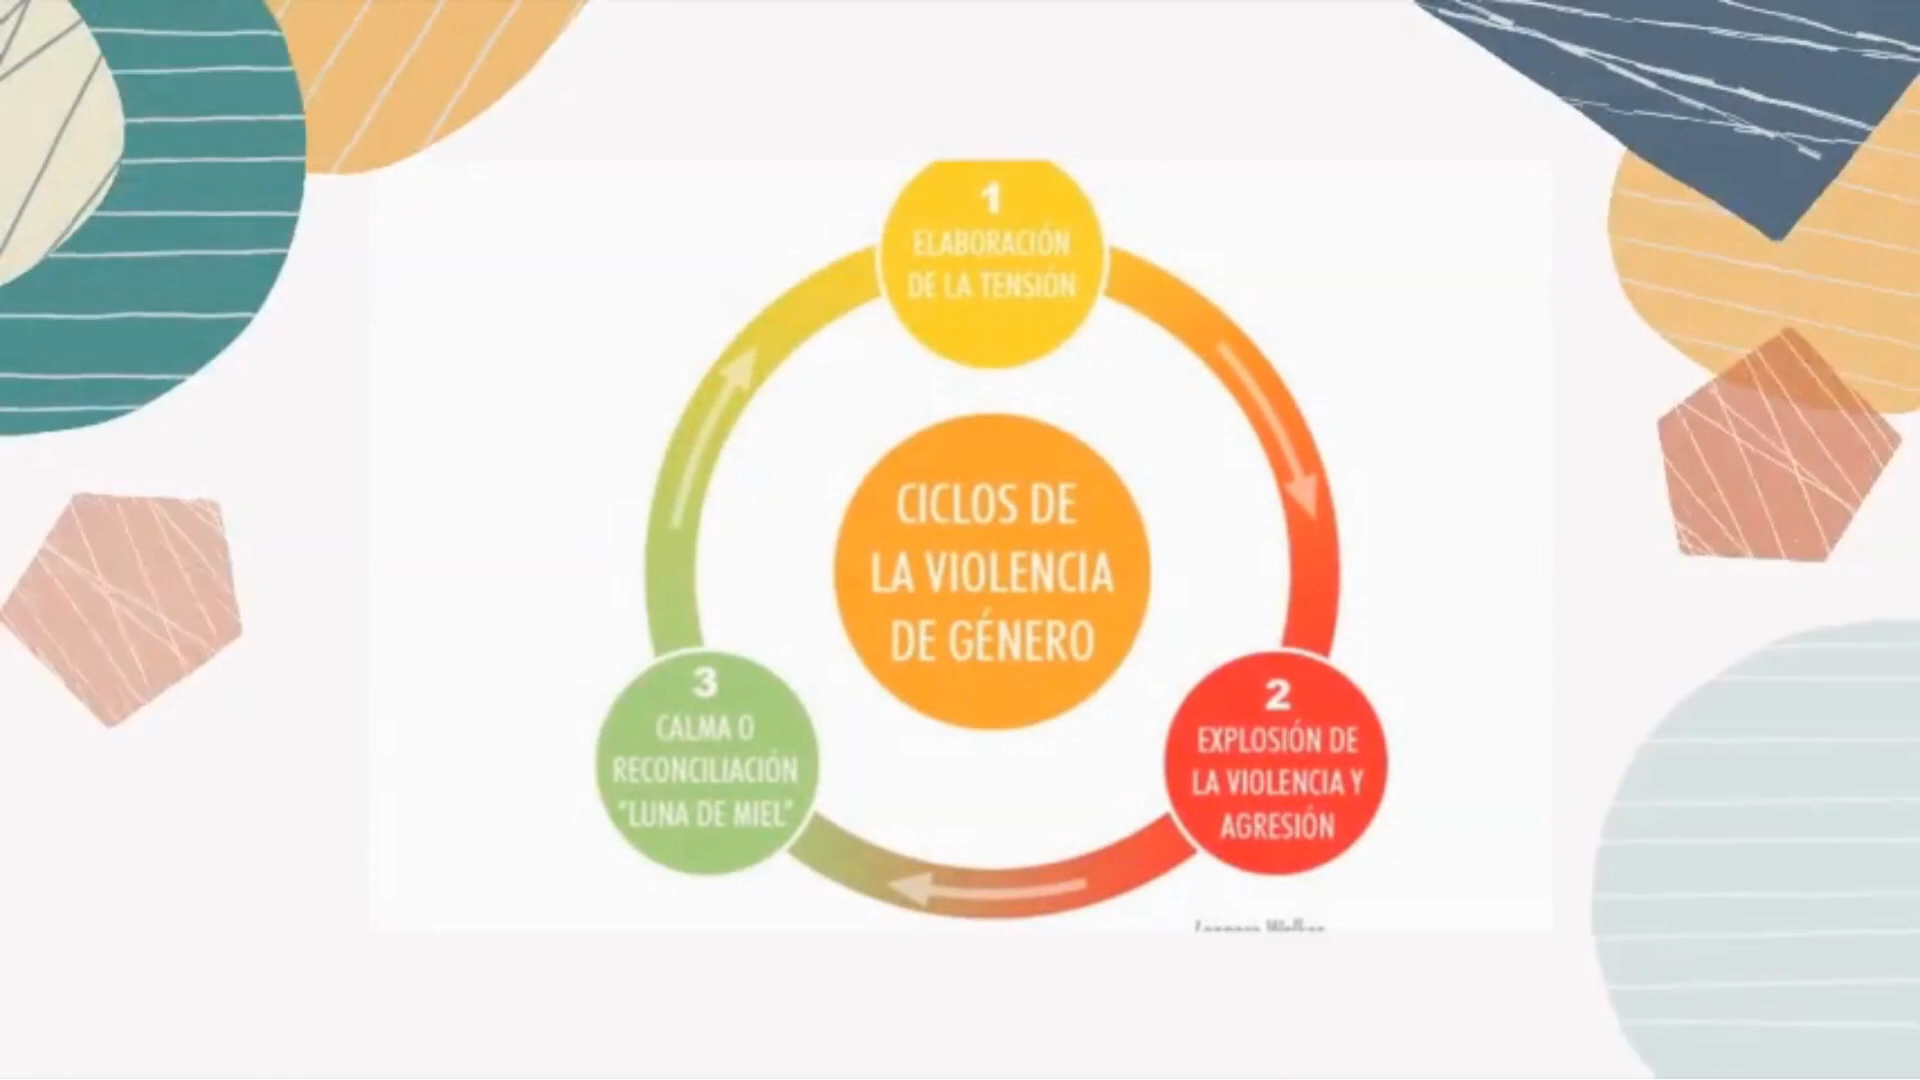 1
ELABORACIÓN
DE LA TENSIÓN
CICLOS DE
LA VIOLENCIA
DE GÉNERO
3
CALMA O
RECONCILIACIÓN
"LUNA DE MIEL"
2
EXPLOSIÓN DE
LA VIOLENCIA Y
AGRESIÓN